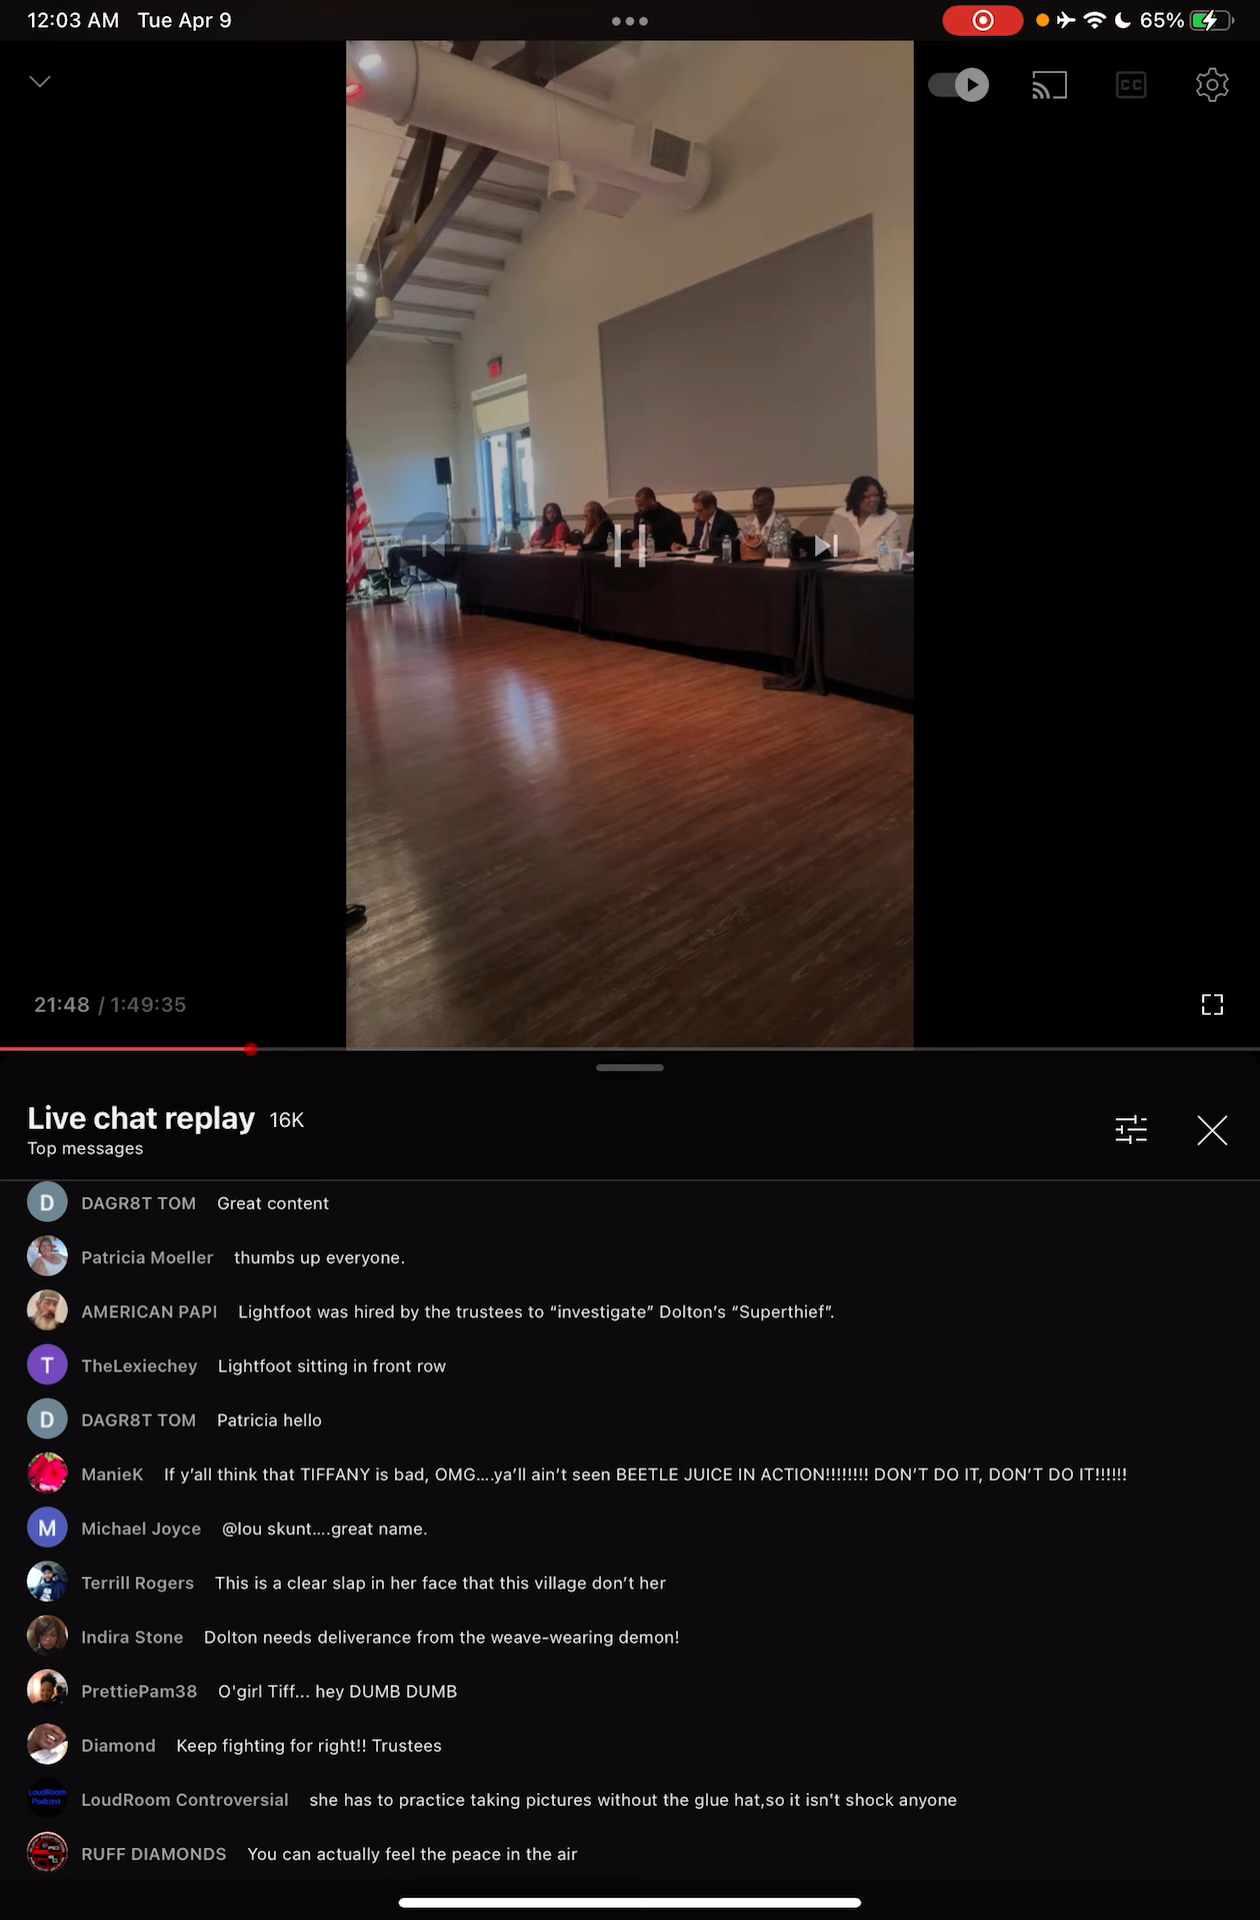 12:03 AM Tue Apr 9
65%
CC
21:48 / 1:49:35
Live chat replay 16K
Top messages
D DAGR8T TOM Great content
Patricia Moeller thumbs up everyone.
AMERICAN PAPI Lightfoot was hired by the trustees to “investigate” Dolton’s “Superthief”.
T TheLexiechey Lightfoot sitting in front row
D DAGR8T TOM Patricia hello
ManieK If y’all think that TIFFANY is bad, OMG....ya’ll ain’t seen BEETLE JUICE IN ACTION!!!!!!!! DON’T DO IT, DON’T DO IT!!!!!!
M Michael Joyce @lou skunt....great name.
Terrill Rogers This is a clear slap in her face that this village don’t her
Indira Stone Dolton needs deliverance from the weave-wearing demon!
PrettiePam38 O'girl Tiff... hey DUMB DUMB
Diamond Keep fighting for right!! Trustees
LoudRoom Podcast
LoudRoom Controversial she has to practice taking pictures without the glue hat,so it isn't shock anyone
RUFF DIAMONDS You can actually feel the peace in the air